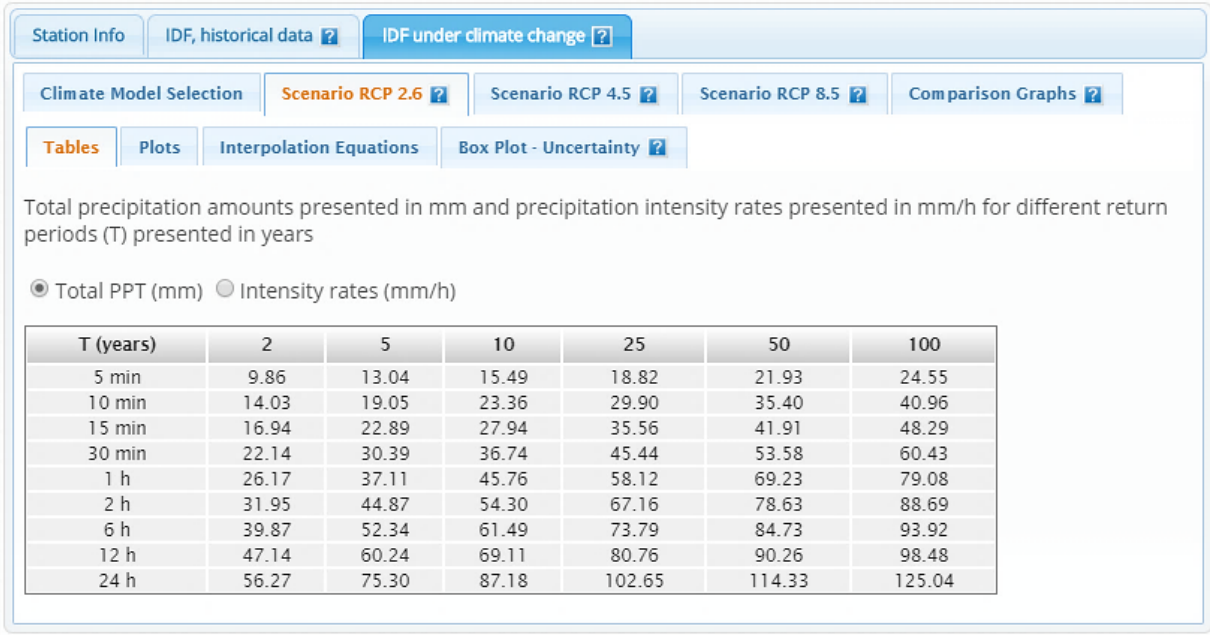 Station Info IDF, historical data ? IDF under climate change ?
Climate Model Selection Scenario RCP 2.6 ? Scenario RCP 4.5 ? Scenario RCP 8.5 ? Comparison Graphs ?
Tables Plots Interpolation Equations Box Plot - Uncertainty ?
Total precipitation amounts presented in mm and precipitation intensity rates presented in mm/h for different return
periods (T) presented in years
Total PPT (mm) Intensity rates (mm/h)
T (years) 2 5 10 25 50 100
5 min 9.86 13.04 15.49 18.82 21.93 24.55
10 min 14.03 19.05 23.36 29.90 35.40 40.96
15 min 16.94 22.89 27.94 35.56 41.91 48.29
30 min 22.14 30.39 36.74 45.44 53.58 60.43
1 h 26.17 37.11 45.76 58.12 69.23 79.08
2 h 31.95 44.87 54.30 67.16 78.63 88.69
6 h 39.87 52.34 61.49 73.79 84.73 93.92
12 h 47.14 60.24 69.11 80.76 90.26 98.48
24 h 56.27 75.30 87.18 102.65 114.33 125.04